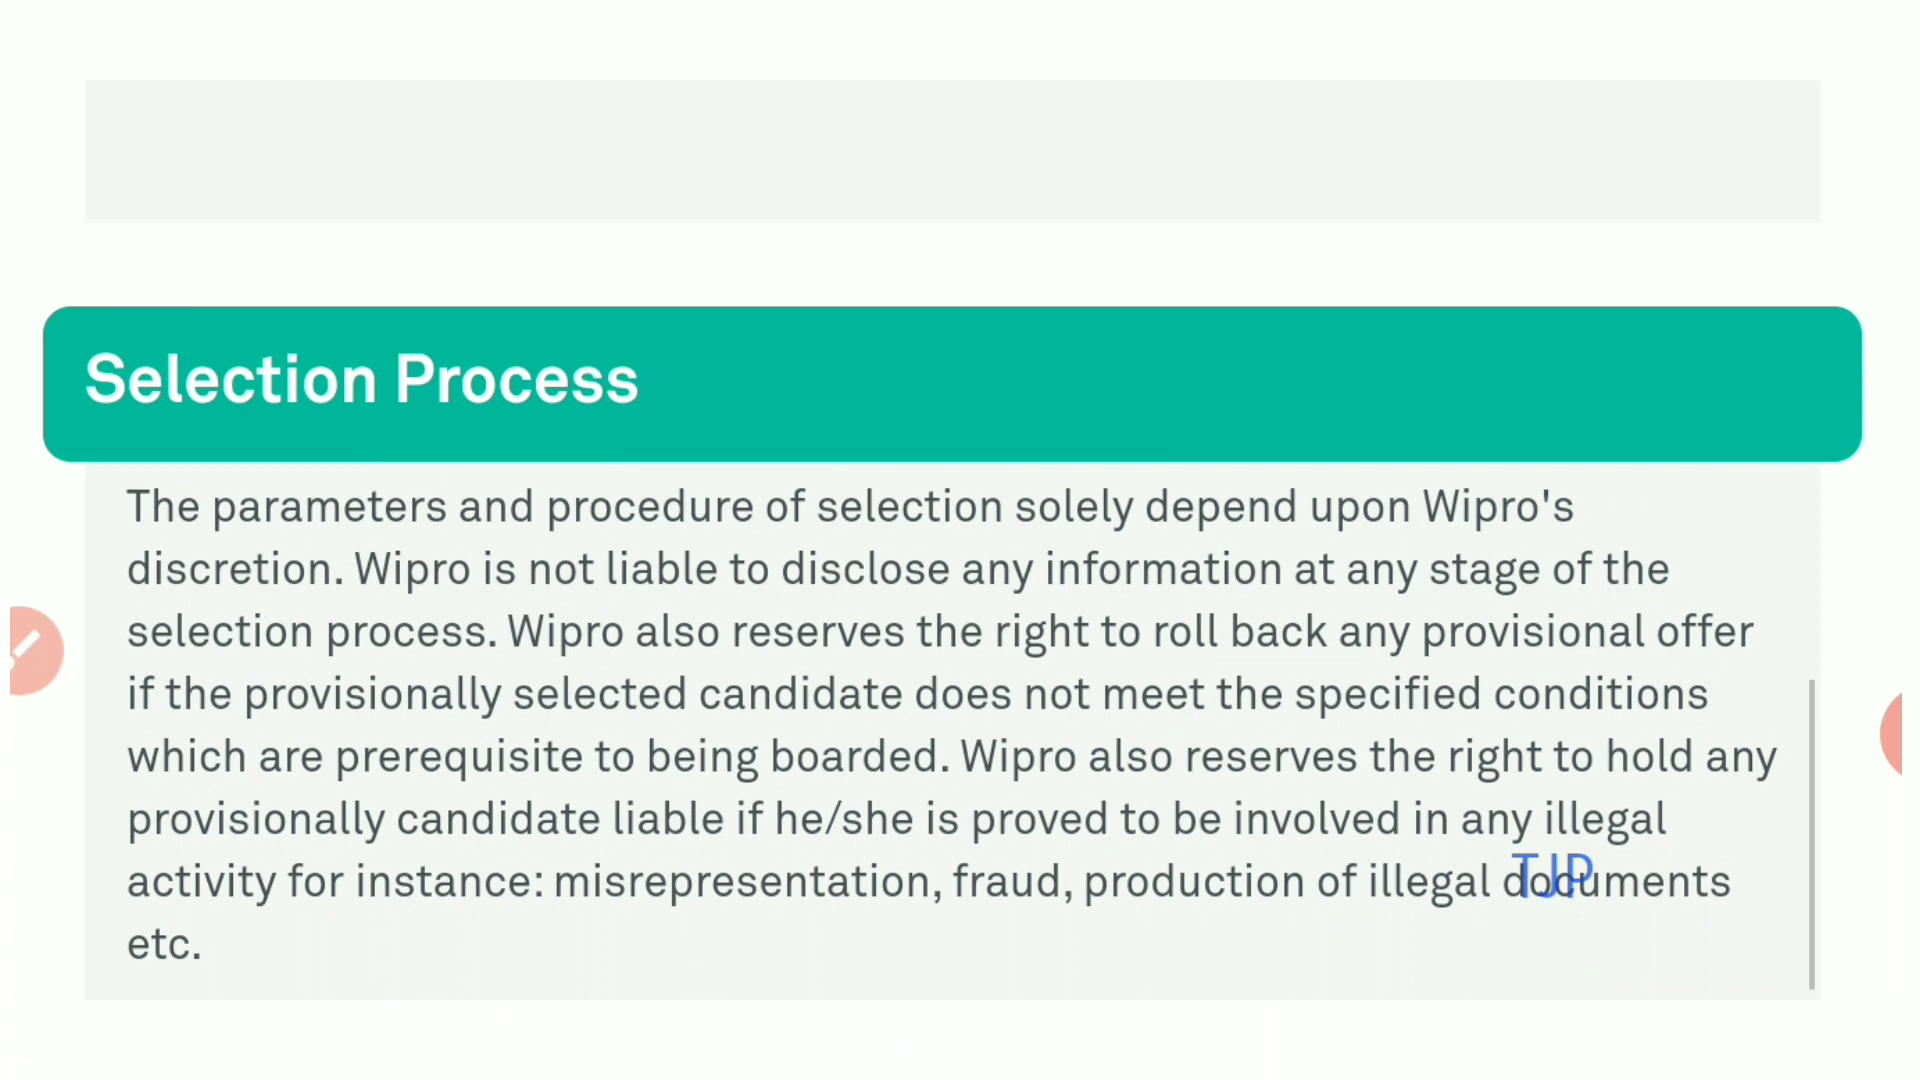 Selection Process
The parameters and procedure of selection solely depend upon Wipro's
discretion. Wipro is not liable to disclose any information at any stage of the
selection process. Wipro also reserves the right to roll back any provisional offer
if the provisionally selected candidate does not meet the specified conditions
which are prerequisite to being boarded. Wipro also reserves the right to hold any
provisionally candidate liable if he/she is proved to be involved in any illegal
activity for instance: misrepresentation, fraud, production of illegal documents
TJP
etc.